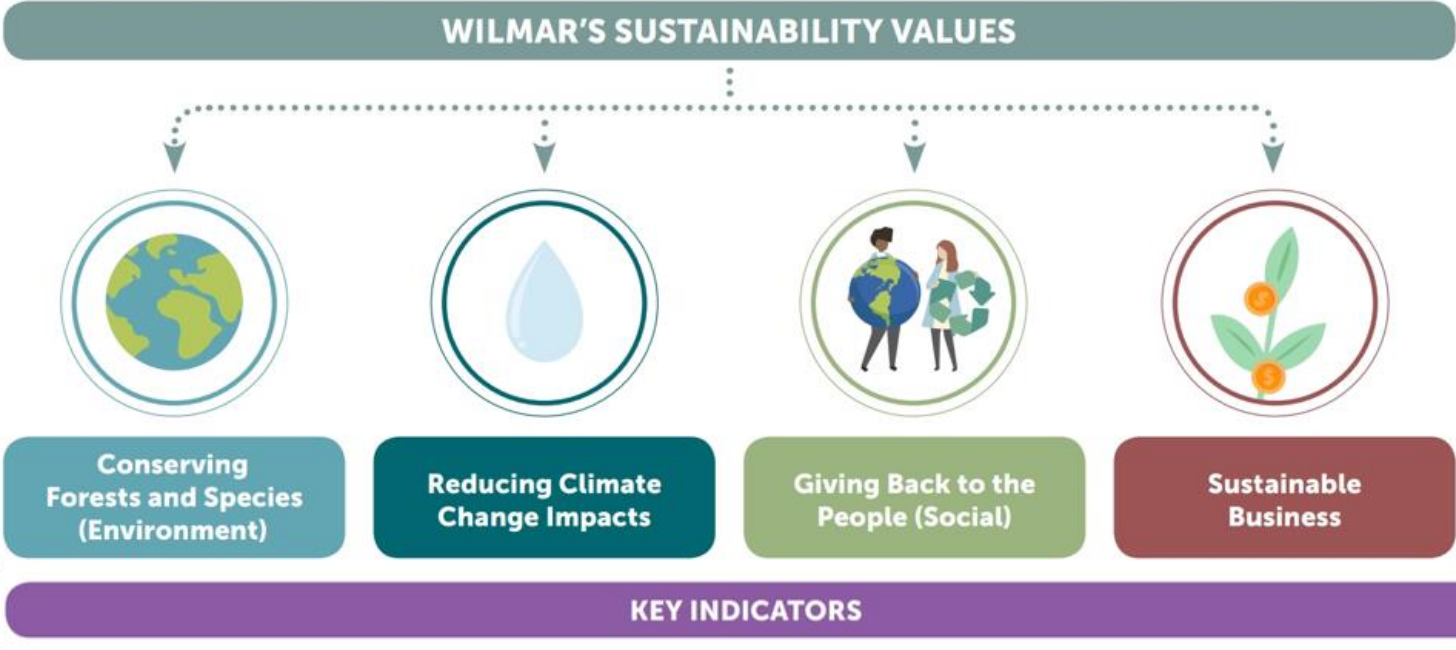 WILMAR'S SUSTAINABILITY VALUES
Conserving
Forests and Species
(Environment)
Reducing Climate
Change Impacts
Giving Back to the
People (Social)
Sustainable
Business
KEY INDICATORS